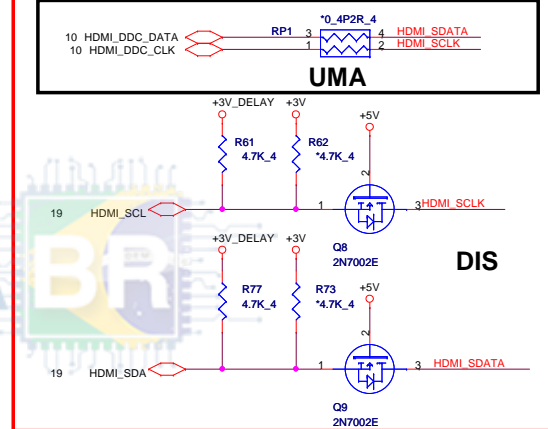 *0_4P2R_4
10 HDMI_DDC_DATA RP1 3 4 HDMI_SDATA
10 HDMI_DDC_CLK 1 2 HDMI_SCLK
UMA
+3V_DELAY +3V
+5V
R61 R62
4.7K_4 *4.7K_4
2
19 HDMI_SCL 1 3 HDMI_SCLK
Q8
2N7002E
DIS
BR
+3V_DELAY +3V
+5V
R77 R73
4.7K_4 *4.7K_4
2
19 HDMI_SDA 1 3 HDMI_SDATA
Q9
2N7002E